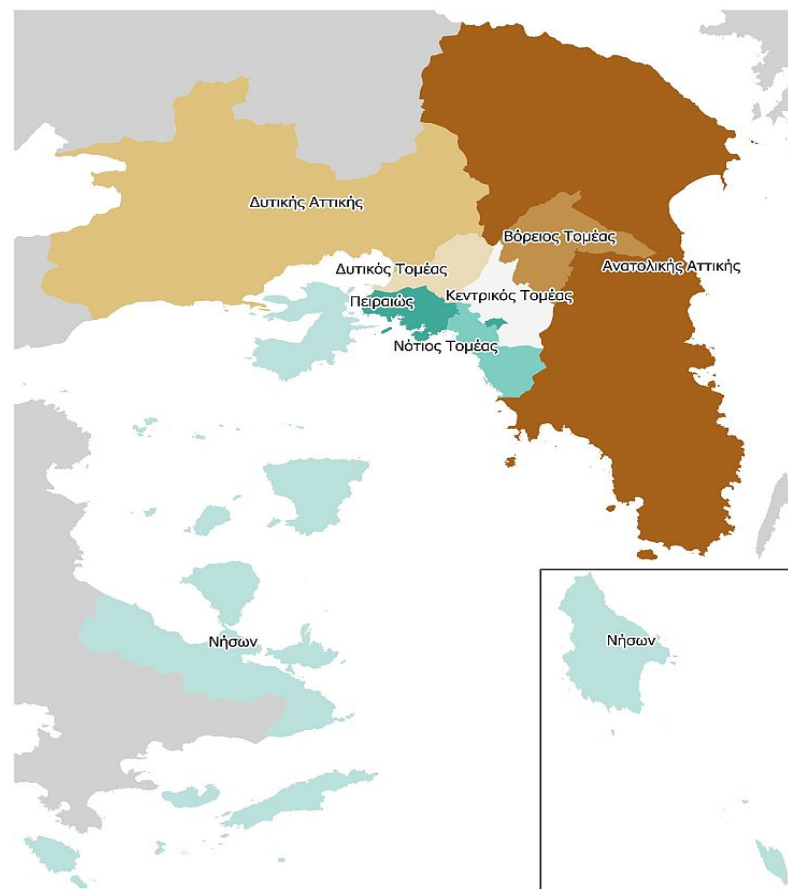 Δυτικής Αττικής
Βόρειος Τομέας
Ανατολικής Αττικής
Δυτικός Τομέας
Κεντρικός Τομέας
Πειραιώς
Νότιος Τομέας
Νήσων
Νήσων